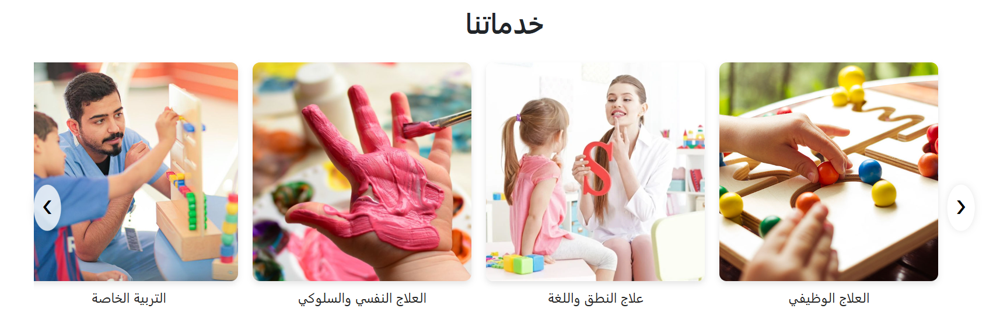 خدماتنا
العلاج الوظيفي
علاج النطق واللغة
S
العلاج النفسي والسلوكي
التربية الخاصة